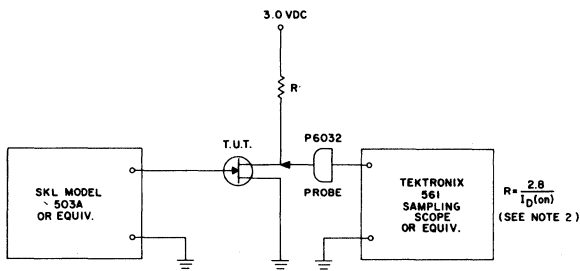 3.0 VDC
R
T.U.T.
P6032
PROBE
SKL MODEL
503A
OR EQUIV.
TEKTRONIX
561
SAMPLING
SCOPE
OR EQUIV.
R= 2.8
I_D(on)
(SEE NOTE 2)